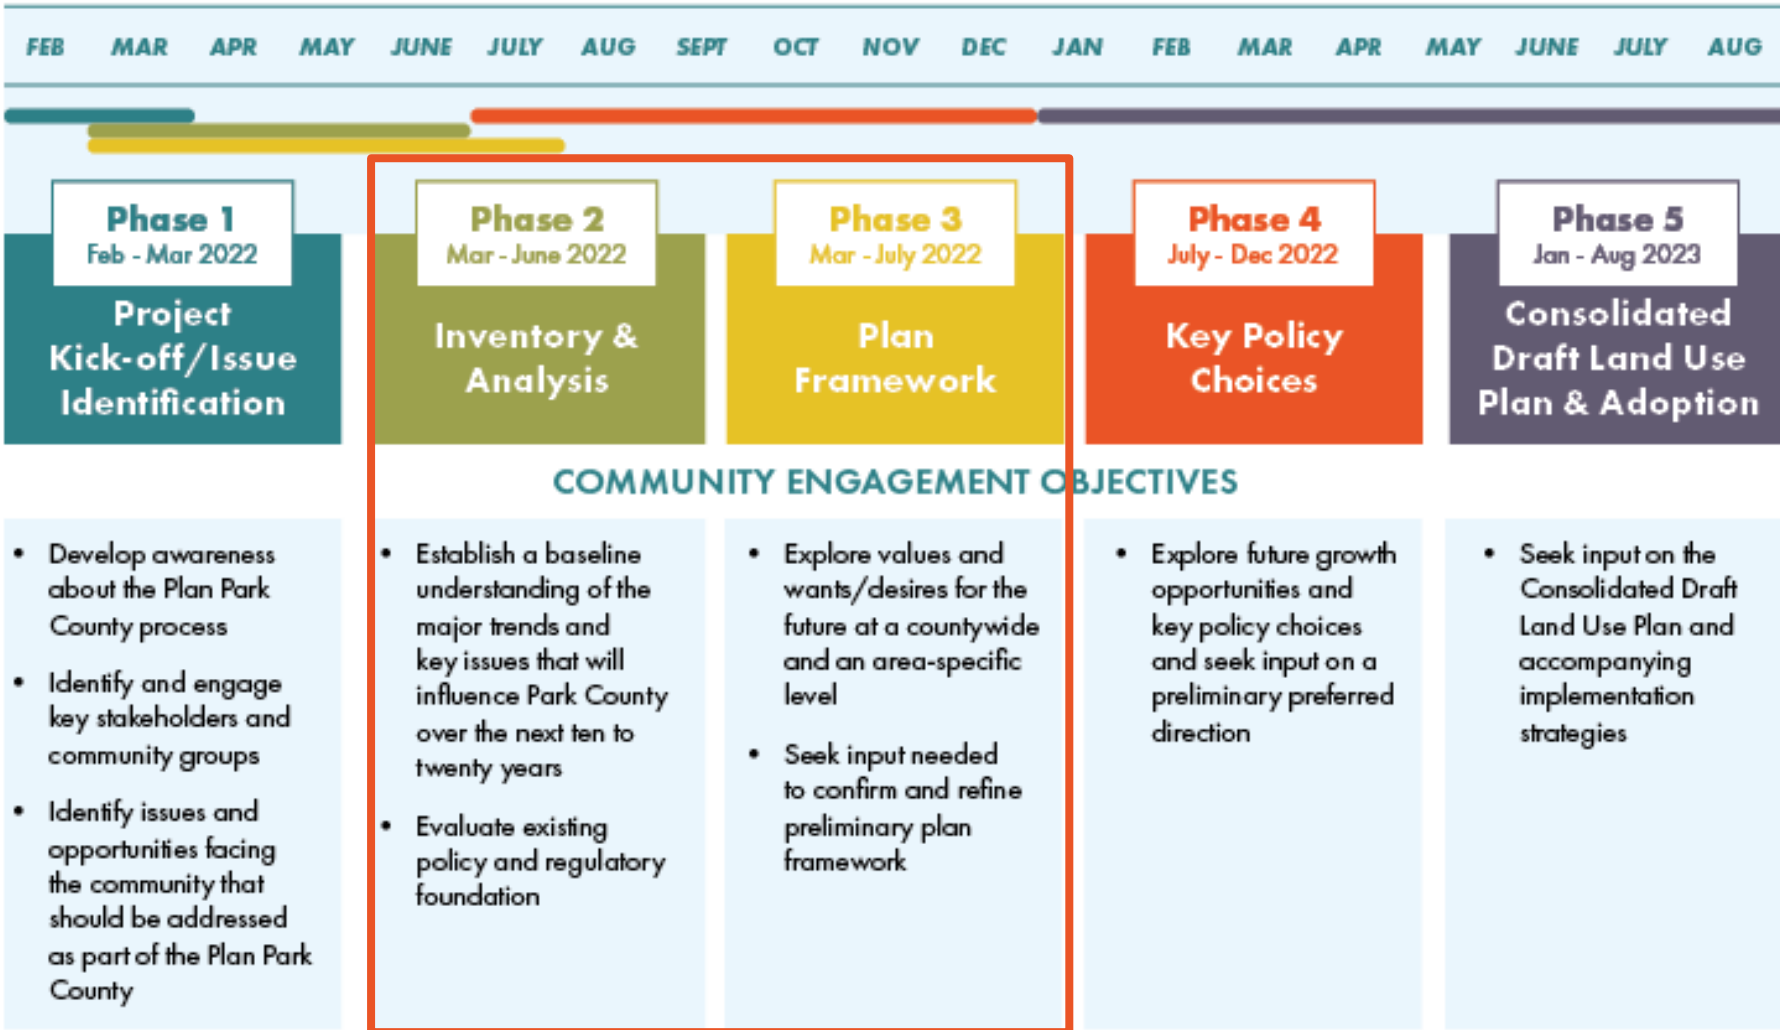 FEB MAR APR MAY JUNE JULY AUG SEPT OCT NOV DEC JAN FEB MAR APR MAY JUNE JULY AUG
Phase 1
Feb - Mar 2022
Project
Kick-off/Issue
Identification
Phase 2
Mar - June 2022
Inventory &
Analysis
Phase 3
Mar - July 2022
Plan
Framework
Phase 4
July - Dec 2022
Key Policy
Choices
Phase 5
Jan - Aug 2023
Consolidated
Draft Land Use
Plan & Adoption
COMMUNITY ENGAGEMENT OBJECTIVES
• Develop awareness
about the Plan Park
County process
• Identify and engage
key stakeholders and
community groups
• Identify issues and
opportunities facing
the community that
should be addressed
as part of the Plan Park
County
• Establish a baseline
understanding of the
major trends and
key issues that will
influence Park County
over the next ten to
twenty years
• Evaluate existing
policy and regulatory
foundation
• Explore values and
wants/desires for the
future at a countywide
and an area-specific
level
• Seek input needed
to confirm and refine
preliminary plan
framework
• Explore future growth
opportunities and
key policy choices
and seek input on a
preliminary preferred
direction
• Seek input on the
Consolidated Draft
Land Use Plan and
accompanying
implementation
strategies